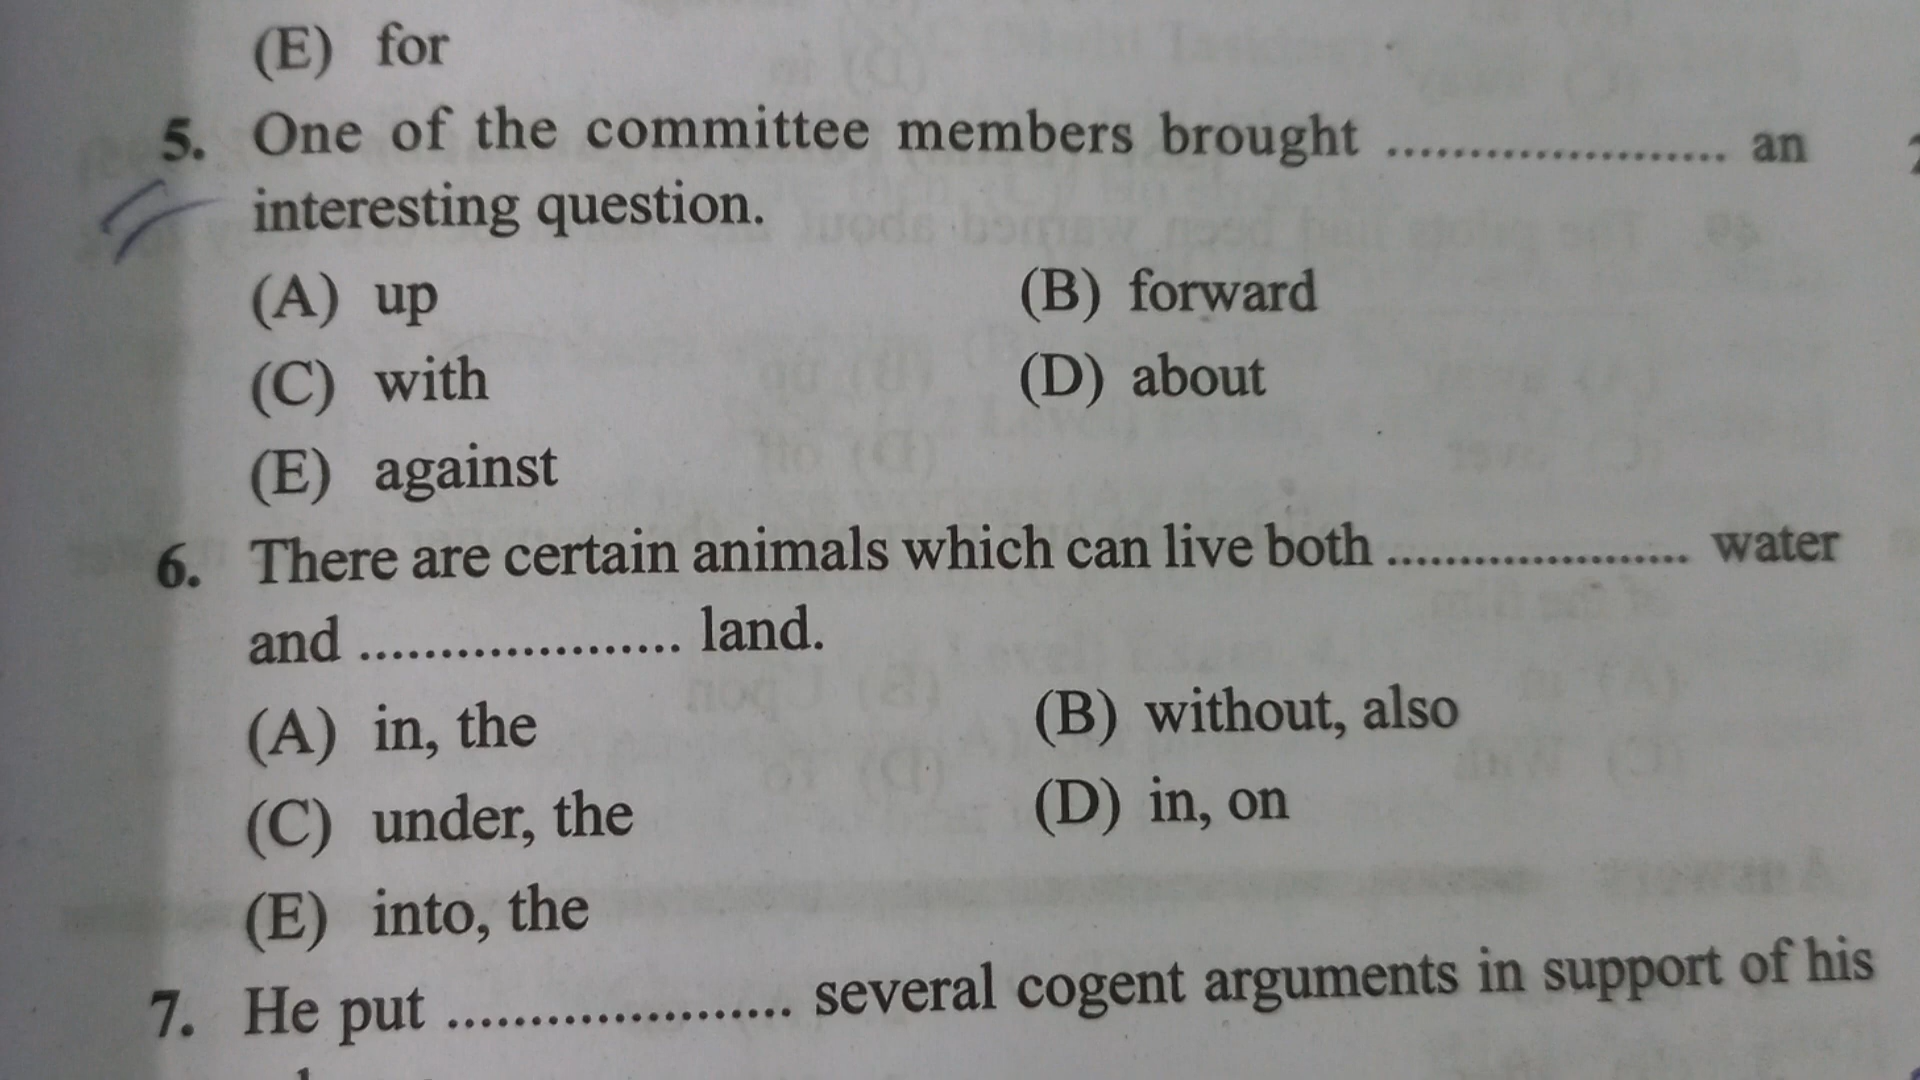 (E) for
5. One of the committee members brought ..................... an
interesting question.
(A) up (B) forward
(C) with (D) about
(E) against
6. There are certain animals which can live both ................... water
and .................... land.
(A) in, the (B) without, also
(C) under, the (D) in, on
(E) into, the
7. He put ..................... several cogent arguments in support of his